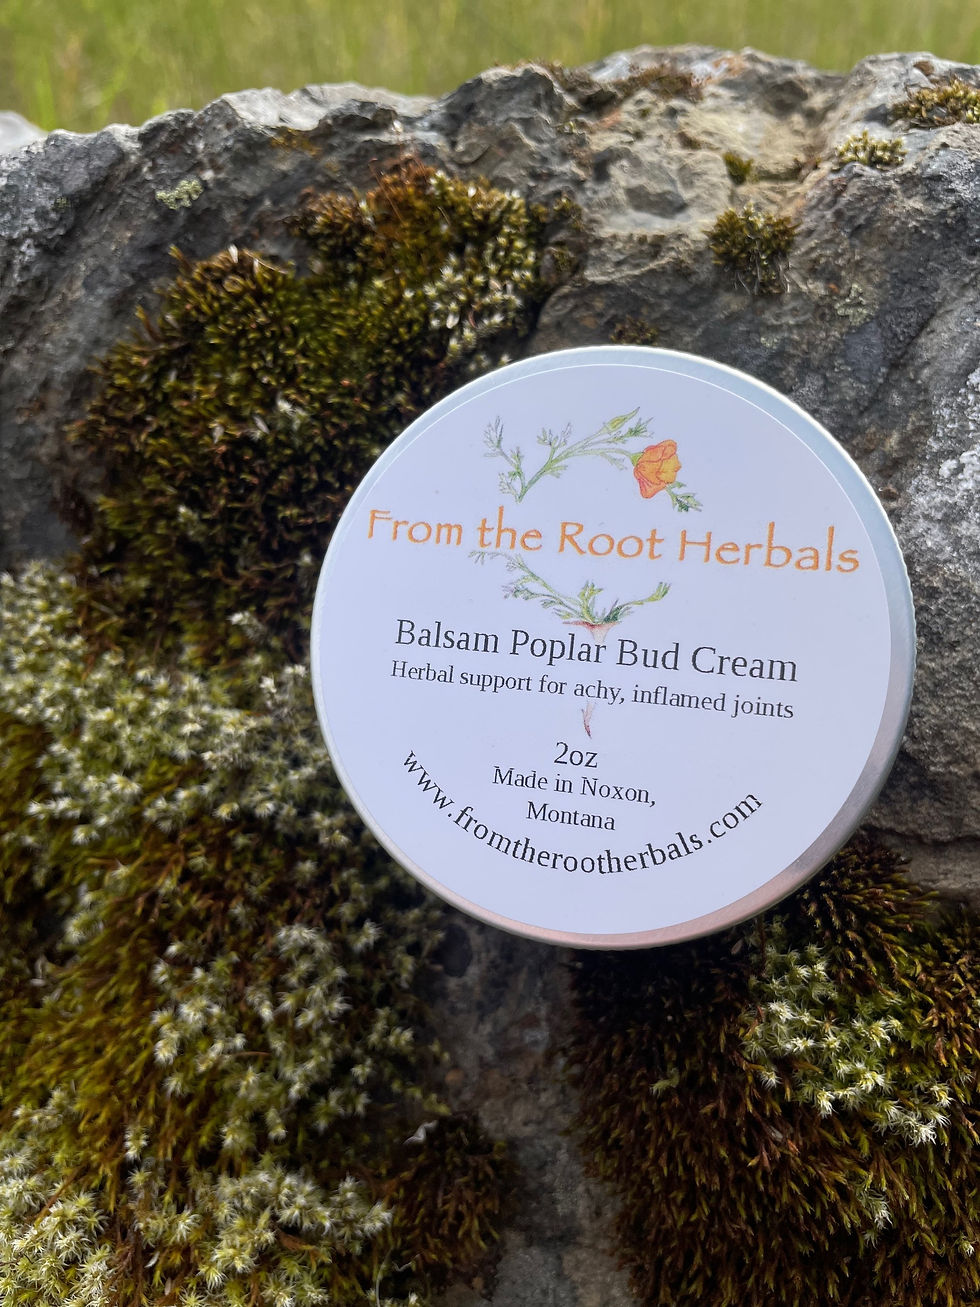 From the Root Herbals
Balsam Poplar Bud Cream
Herbal support for achy, inflamed joints
2oz
Made in Noxon,
Montana
www.fromtherootherbals.com